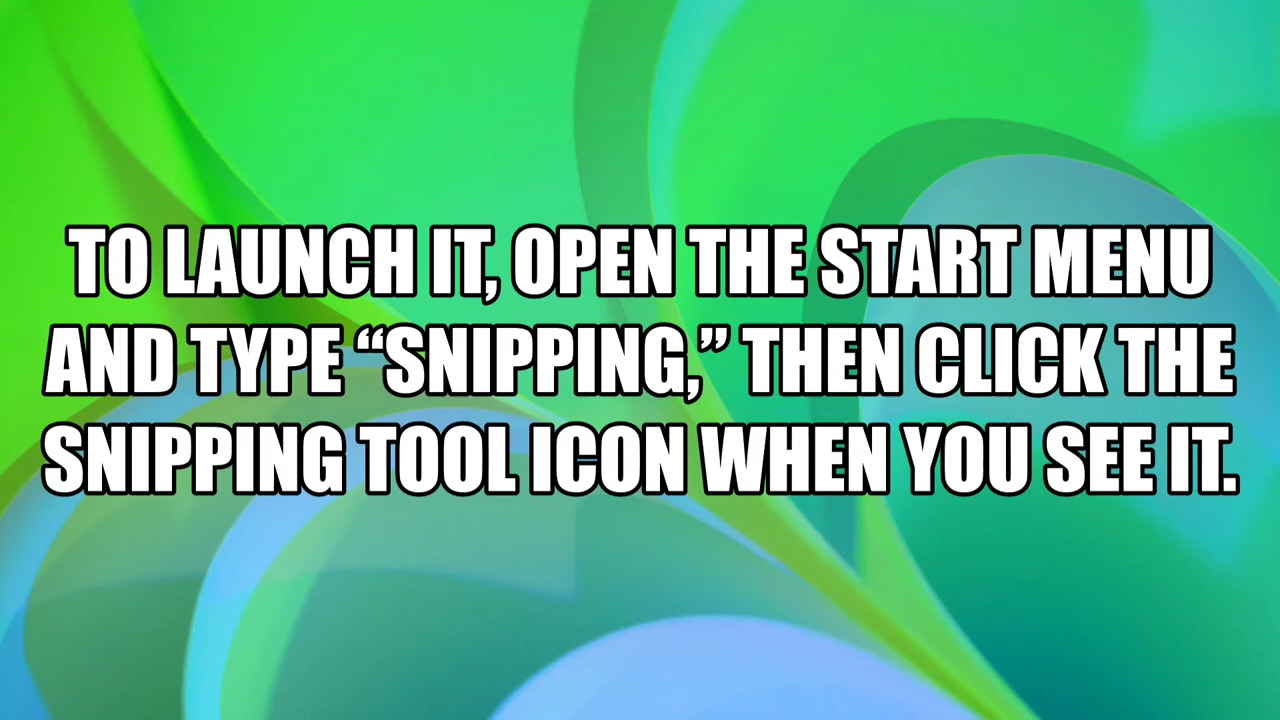 TO LAUNCH IT, OPEN THE START MENU
AND TYPE “SNIPPING,” THEN CLICK THE
SNIPPING TOOL ICON WHEN YOU SEE IT.